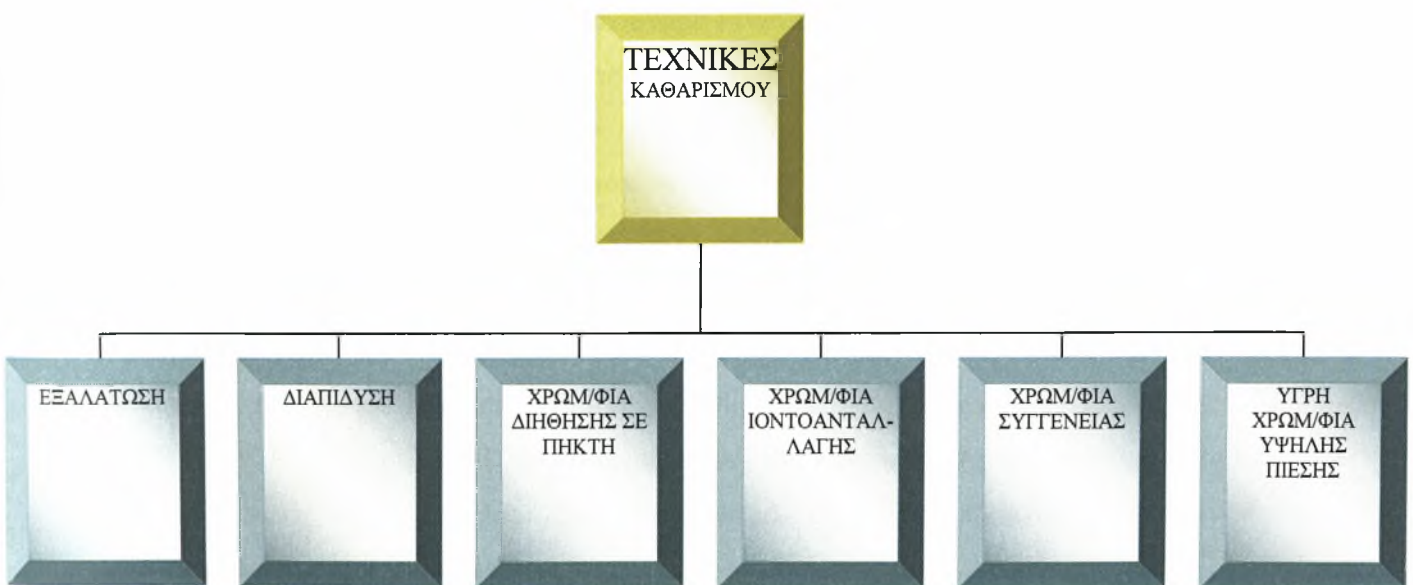 ΤΕΧΝΙΚΕΣ
ΚΑΘΑΡΙΣΜΟΥ
ΕΞΑΛΑΤΩΣΗ
ΔΙΑΠΙΔΥΣΗ
ΧΡΩΜ/ΦΙΑ
ΔΙΗΘΗΣΗΣ ΣΕ
ΠΗΚΤΗ
ΧΡΩΜ/ΦΙΑ
ΙΟΝΤΟΑΝΤΑΛ-
ΛΑΓΗΣ
ΧΡΩΜ/ΦΙΑ
ΣΥΓΓΕΝΕΙΑΣ
ΥΓΡΗ
ΧΡΩΜ/ΦΙΑ
ΥΨΗΛΗΣ
ΠΙΕΣΗΣ